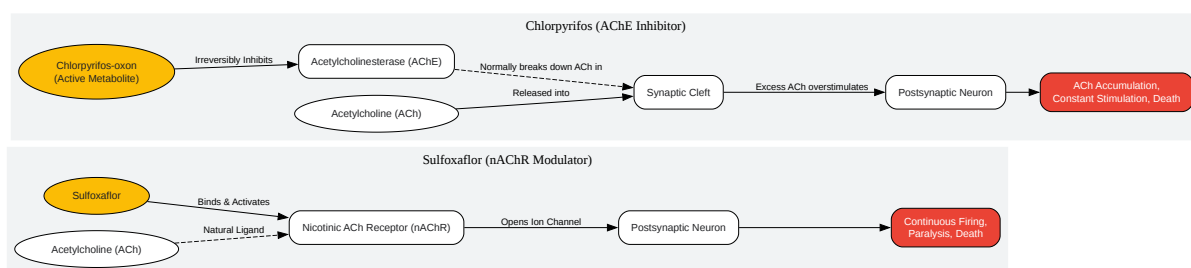 Chlorpyrifos (AChE Inhibitor)
Chlorpyrifos-oxon
(Active Metabolite)
Irreversibly Inhibits
Acetylcholinesterase (AChE)
Normally breaks down ACh in
Acetylcholine (ACh)
Released into
Synaptic Cleft
Excess ACh overstimulates
Postsynaptic Neuron
ACh Accumulation,
Constant Stimulation, Death
Sulfoxaflor (nAChR Modulator)
Sulfoxaflor
Binds & Activates
Acetylcholine (ACh)
Natural Ligand
Nicotinic ACh Receptor (nAChR)
Opens Ion Channel
Postsynaptic Neuron
Continuous Firing,
Paralysis, Death